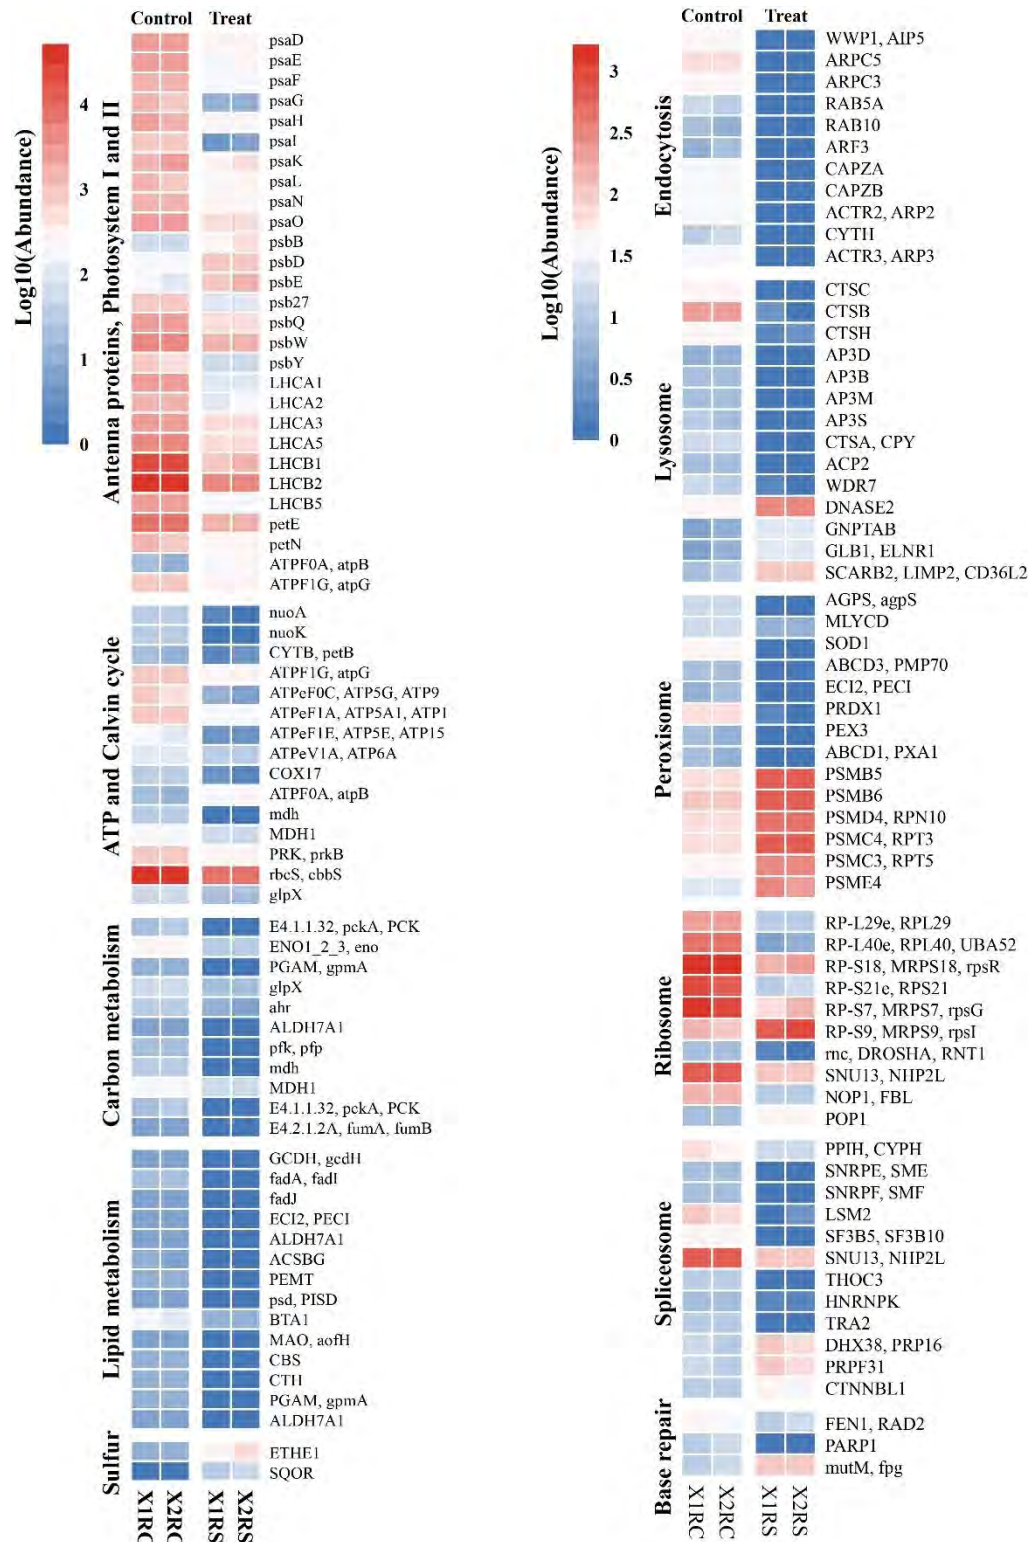 Control Treat
Log10(Abundance)
4
3
2
1
0
Antenna proteins, Photosystem I and II
psaD
psaE
psaF
psaG
psaH
psaI
psaK
psaL
psaN
psaO
psbB
psbD
psbE
psb27
psbQ
psbW
psbY
LHCA1
LHCA2
LHCA3
LHCA5
LHCB1
LHCB2
LHCB5
petE
petN
ATPF0A, atpB
ATPF1G, atpG
ATP and Calvin cycle
nuoA
nuoK
CYTB, petB
ATPF1G, atpG
ATPeF0C, ATP5G, ATP9
ATPeF1A, ATP5A1, ATP1
ATPeF1E, ATP5E, ATP15
ATPeV1A, ATP6A
COX17
ATPF0A, atpB
mdh
MDH1
PRK, prkB
rbcS, cbbS
glpX
Carbon metabolism
E4.1.1.32, pckA, PCK
ENO1_2_3, eno
PGAM, gpmA
glpX
ahr
ALDH7A1
pfk, pfp
mdh
MDH1
E4.1.1.32, pckA, PCK
E4.2.1.2A, fumA, fumB
Lipid metabolism
GCDH, gcdH
fadA, fadI
fadJ
ECI2, PECI
ALDH7A1
ACSBG
PEMT
psd, PISD
BTA1
MAO, aofH
CBS
CTH
PGAM, gpmA
ALDH7A1
Sulfur
ETHE1
SQOR
X1RC
X2RC
X1RS
X2RS
Control Treat
Log10(Abundance)
3
2.5
2
1.5
1
0.5
0
Endocytosis
WWP1, AIP5
ARPC5
ARPC3
RAB5A
RAB10
ARF3
CAPZA
CAPZB
ACTR2, ARP2
CYTH
ACTR3, ARP3
Lysosome
CTSC
CTSB
CTSH
AP3D
AP3B
AP3M
AP3S
CTSA, CPY
ACP2
WDR7
DNASE2
GNPTAB
GLB1, ELNR1
SCARB2, LIMP2, CD36L2
Peroxisome
AGPS, agpS
MLYCD
SOD1
ABCD3, PMP70
ECI2, PECI
PRDX1
PEX3
ABCD1, PXA1
PSMB5
PSMB6
PSMD4, RPN10
PSMC4, RPT3
PSMC3, RPT5
PSME4
Ribosome
RP-L29e, RPL29
RP-L40e, RPL40, UBA52
RP-S18, MRPS18, rpsR
RP-S21e, RPS21
RP-S7, MRPS7, rpsG
RP-S9, MRPS9, rpsI
rnc, DROSHA, RNT1
SNU13, NHP2L
NOP1, FBL
POP1
Spliceosome
PPIH, CYPH
SNRPE, SME
SNRPF, SMF
LSM2
SF3B5, SF3B10
SNU13, NHP2L
THOC3
HNRNPK
TRA2
DHX38, PRP16
PRPF31
CTNNBL1
Base repair
FEN1, RAD2
PARP1
mutM, fpg
X1RC
X2RC
X1RS
X2RS